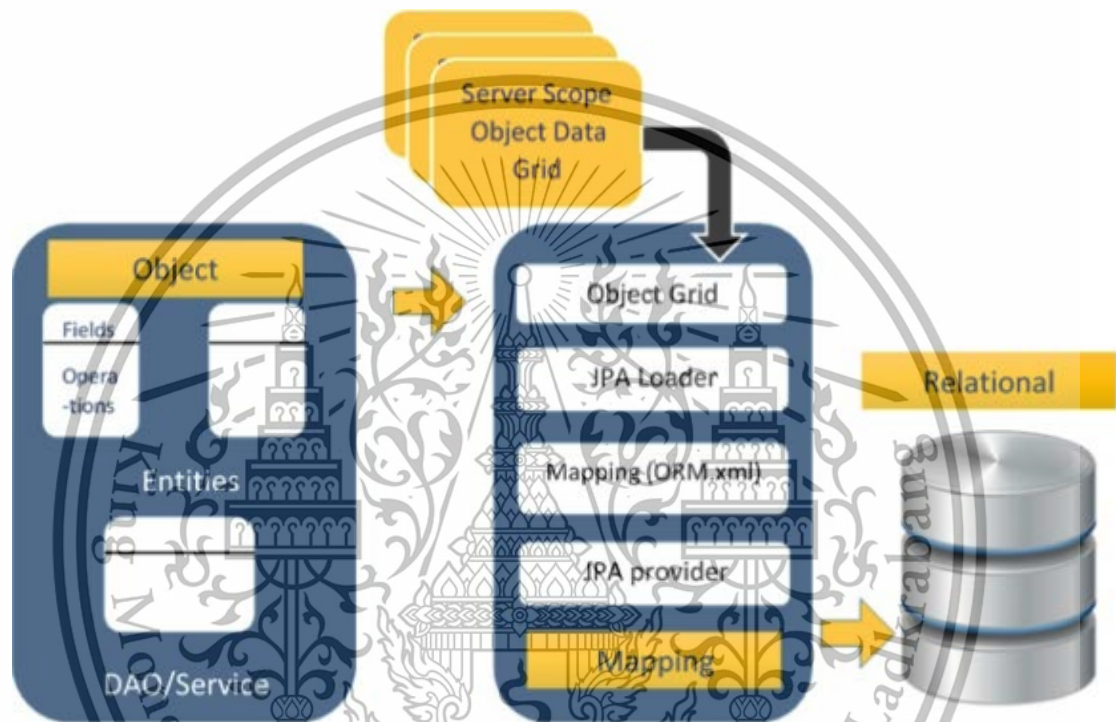 Server Scope
Object Data
Grid
Object
Fields
Opera
-tions
Entities
DAO/Service
Object Grid
JPA Loader
Mapping (ORM.xml)
JPA provider
Mapping
Relational
King
Ladkrabang